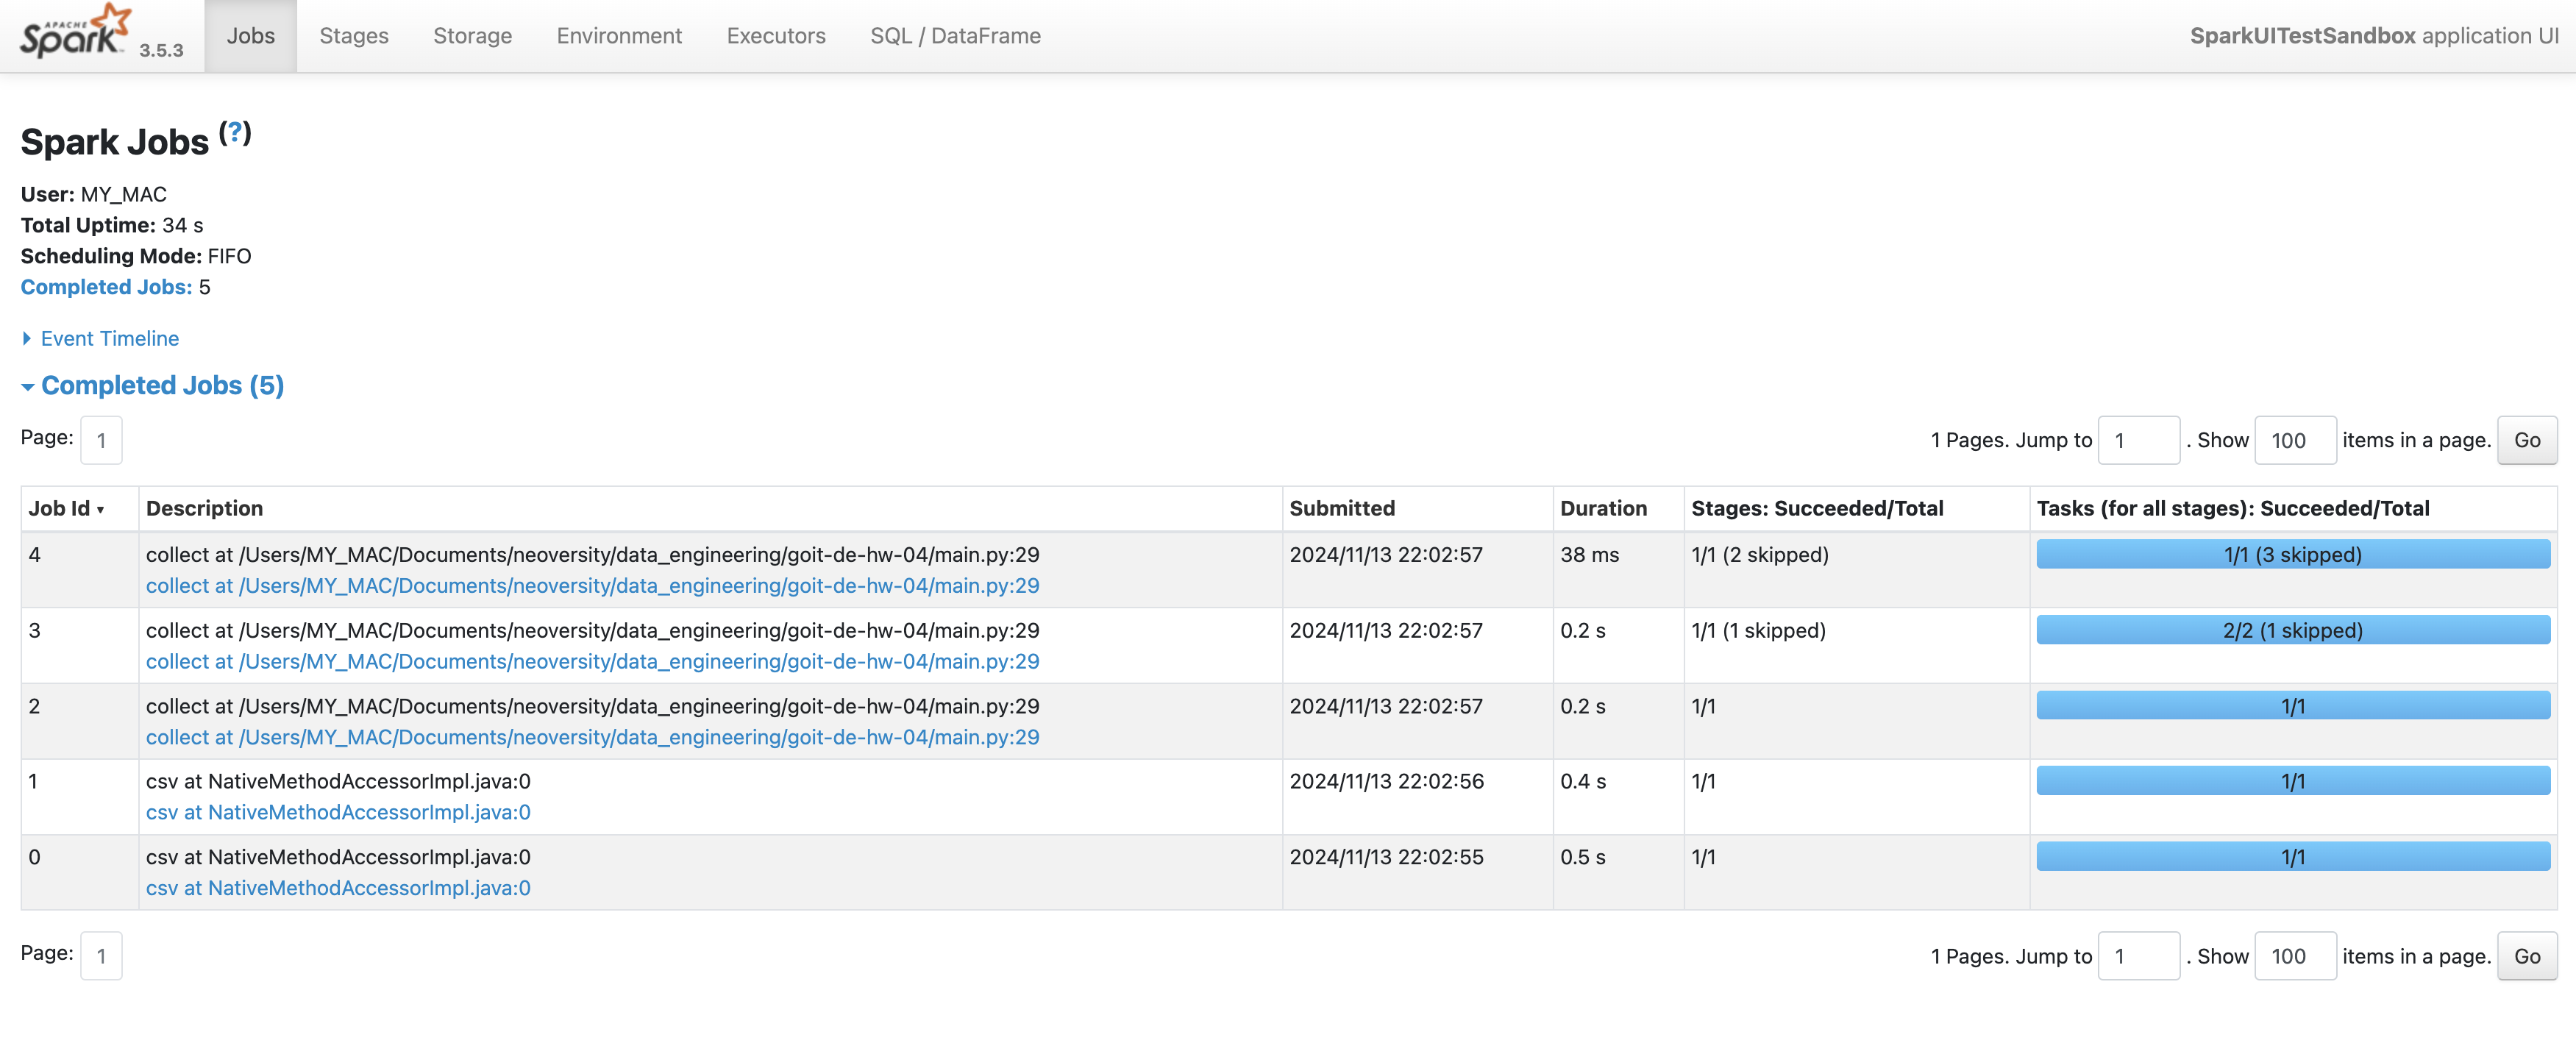 APACHE
Spark 3.5.3 Jobs Stages Storage Environment Executors SQL / DataFrame SparkUITestSandbox application UI
Spark Jobs (?)
User: MY_MAC
Total Uptime: 34 s
Scheduling Mode: FIFO
Completed Jobs: 5
Event Timeline
Completed Jobs (5)
Page: 1 1 Pages. Jump to 1 . Show 100 items in a page. Go
Job Id ▾ Description Submitted Duration Stages: Succeeded/Total Tasks (for all stages): Succeeded/Total
4 collect at /Users/MY_MAC/Documents/neoversity/data_engineering/goit-de-hw-04/main.py:29 2024/11/13 22:02:57 38 ms 1/1 (2 skipped) 1/1 (3 skipped)
collect at /Users/MY_MAC/Documents/neoversity/data_engineering/goit-de-hw-04/main.py:29
3 collect at /Users/MY_MAC/Documents/neoversity/data_engineering/goit-de-hw-04/main.py:29 2024/11/13 22:02:57 0.2 s 1/1 (1 skipped) 2/2 (1 skipped)
collect at /Users/MY_MAC/Documents/neoversity/data_engineering/goit-de-hw-04/main.py:29
2 collect at /Users/MY_MAC/Documents/neoversity/data_engineering/goit-de-hw-04/main.py:29 2024/11/13 22:02:57 0.2 s 1/1 1/1
collect at /Users/MY_MAC/Documents/neoversity/data_engineering/goit-de-hw-04/main.py:29
1 csv at NativeMethodAccessorImpl.java:0 2024/11/13 22:02:56 0.4 s 1/1 1/1
csv at NativeMethodAccessorImpl.java:0
0 csv at NativeMethodAccessorImpl.java:0 2024/11/13 22:02:55 0.5 s 1/1 1/1
csv at NativeMethodAccessorImpl.java:0
Page: 1 1 Pages. Jump to 1 . Show 100 items in a page. Go